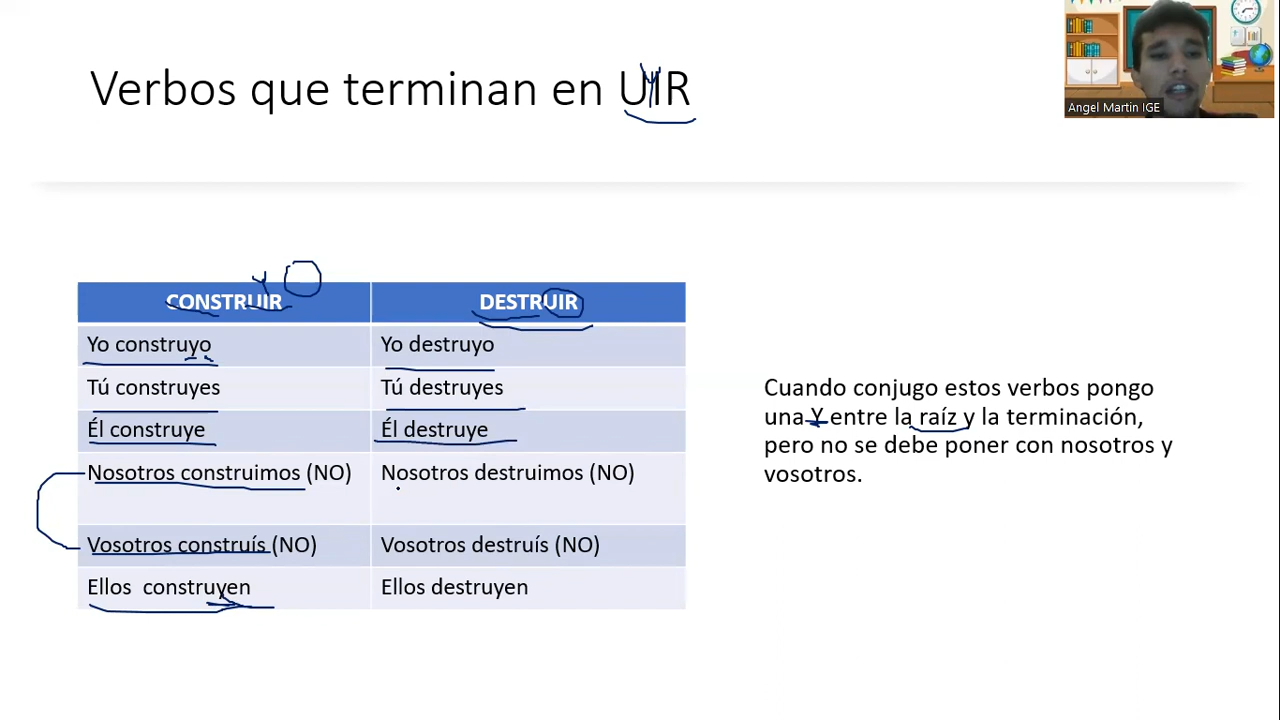 Verbos que terminan en UIR
Y
Angel Martin IGE
Y
CONSTRUIR DESTRUIR
Yo construyo Yo destruyo
Tú construyes Tú destruyes
Él construye Él destruye
Nosotros construimos (NO) Nosotros destruimos (NO)
Vosotros construís (NO) Vosotros destruís (NO)
Ellos  construyen Ellos destruyen
Cuando conjugo estos verbos pongo
una Y entre la raíz y la terminación,
pero no se debe poner con nosotros y
vosotros.